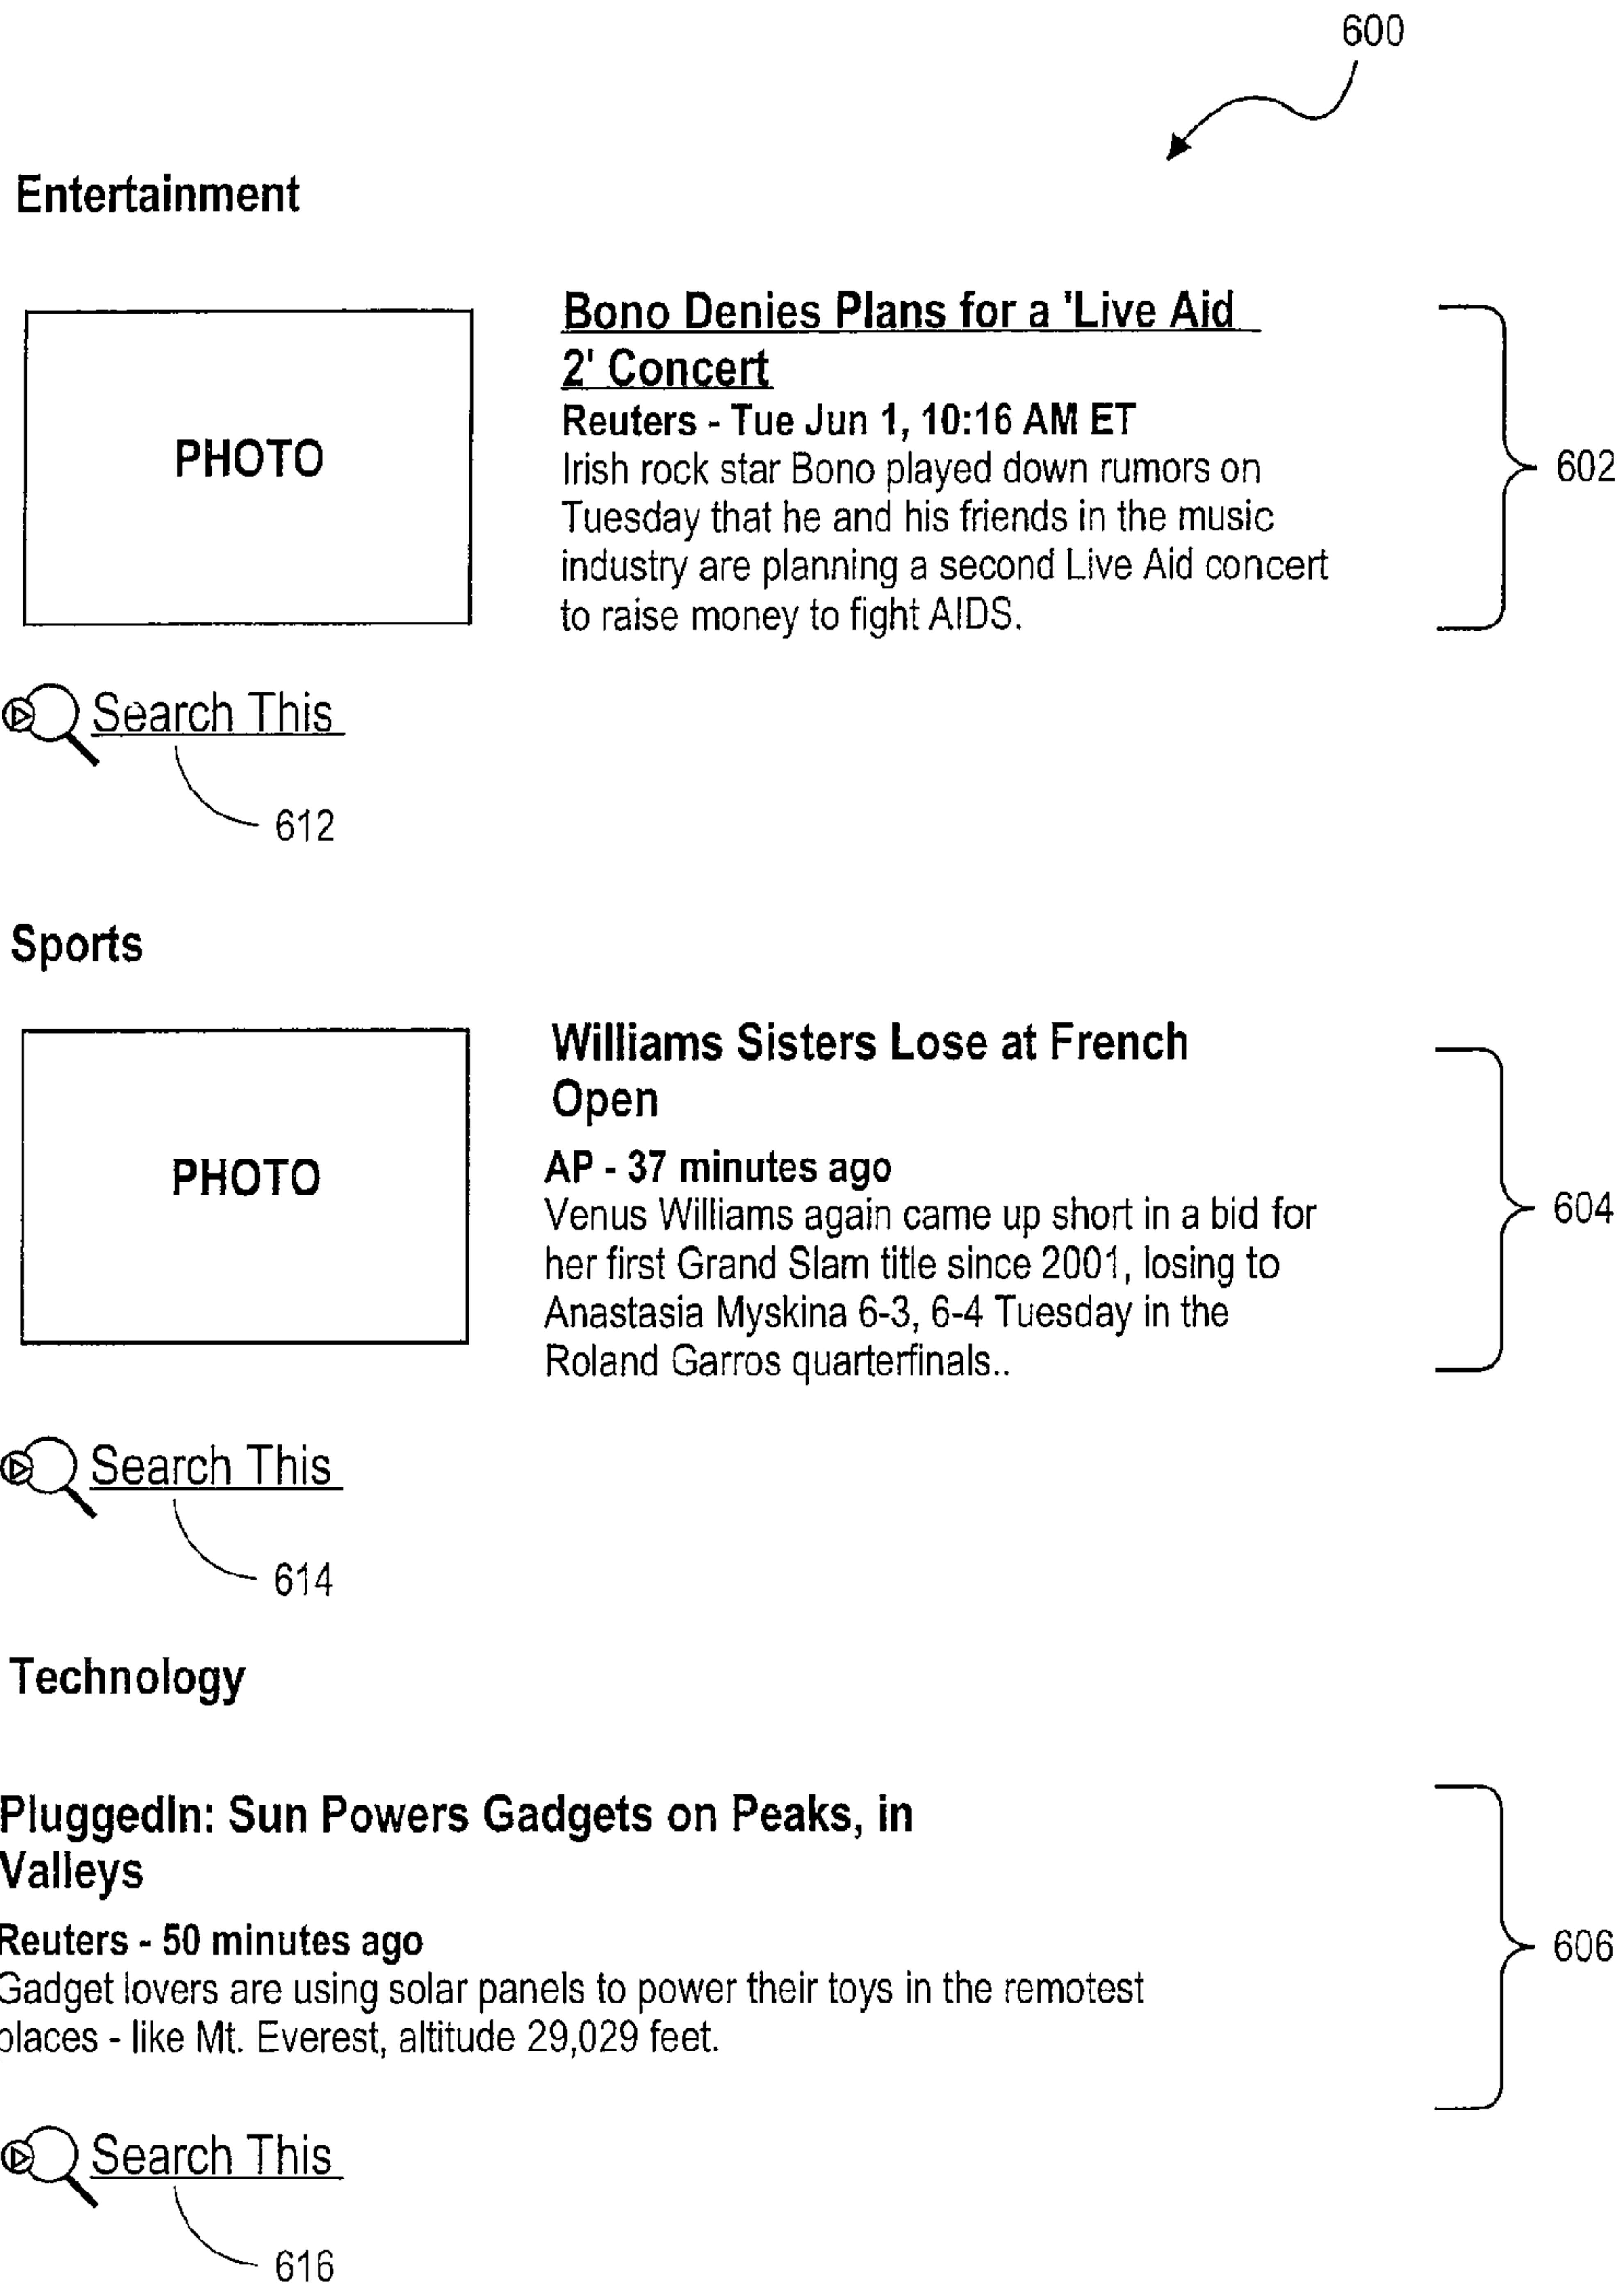 600
Entertainment
PHOTO
Bono Denies Plans for a 'Live Aid
2' Concert
Reuters - Tue Jun 1, 10:16 AM ET
Irish rock star Bono played down rumors on
Tuesday that he and his friends in the music
industry are planning a second Live Aid concert
to raise money to fight AIDS.
602
Search This
612
Sports
PHOTO
Williams Sisters Lose at French
Open
AP - 37 minutes ago
Venus Williams again came up short in a bid for
her first Grand Slam title since 2001, losing to
Anastasia Myskina 6-3, 6-4 Tuesday in the
Roland Garros quarterfinals..
604
Search This
614
Technology
PluggedIn: Sun Powers Gadgets on Peaks, in
Valleys
Reuters - 50 minutes ago
Gadget lovers are using solar panels to power their toys in the remotest
places - like Mt. Everest, altitude 29,029 feet.
606
Search This
616